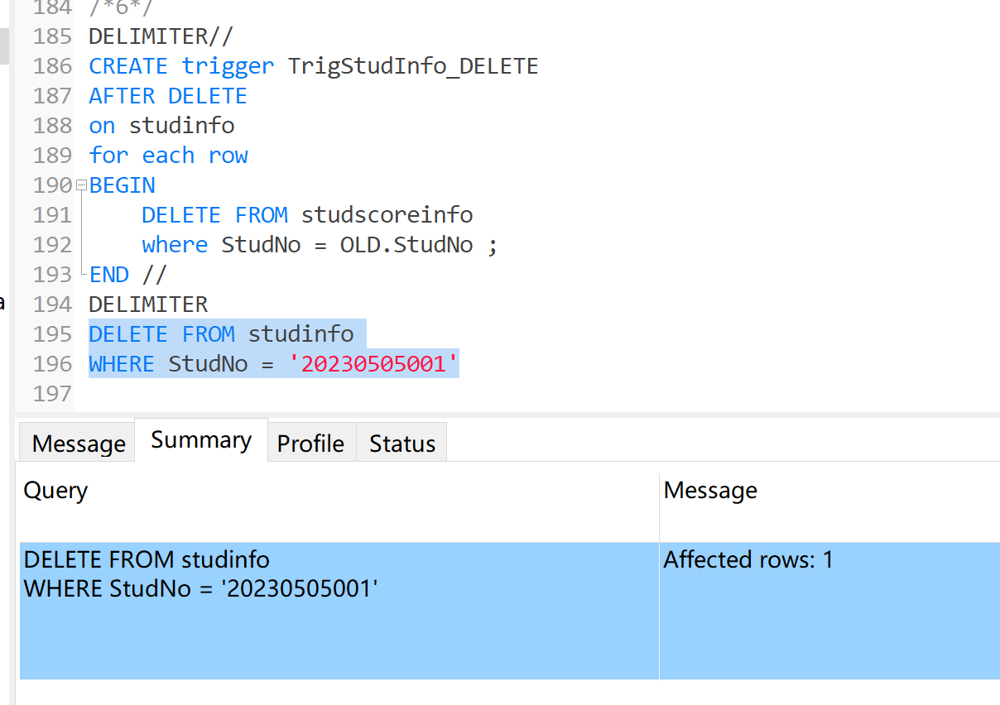 184 /*6*/
185 DELIMITER//
186 CREATE trigger TrigStudInfo_DELETE
187 AFTER DELETE
188 on studinfo
189 for each row
190 BEGIN
191 DELETE FROM studscoreinfo
192 where StudNo = OLD.StudNo ;
193 END //
a 194 DELIMITER
195 DELETE FROM studinfo
196 WHERE StudNo = '20230505001'
197
Message Summary Profile Status
Query Message
DELETE FROM studinfo Affected rows: 1
WHERE StudNo = '20230505001'